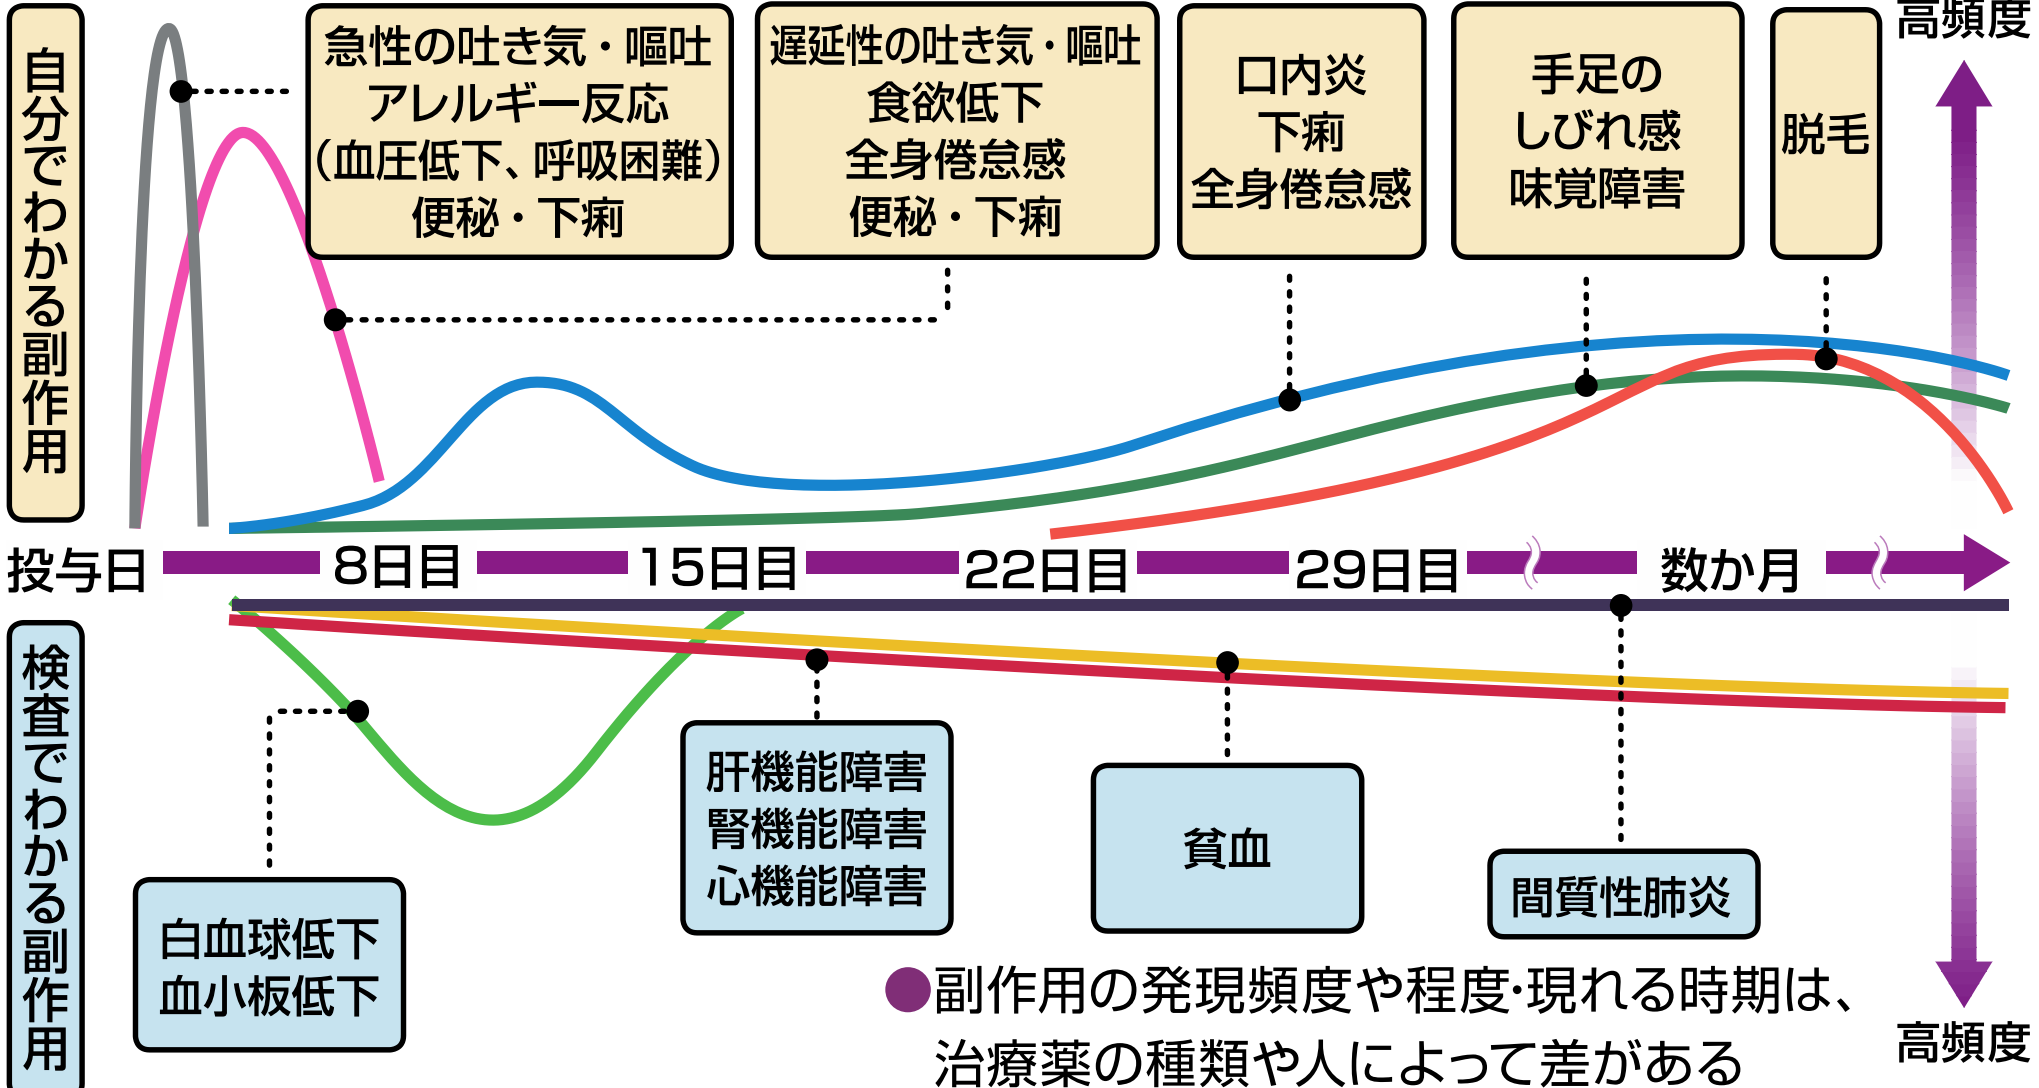 自分でわかる副作用
急性の吐き気・嘔吐
アレルギー反応
（血圧低下、呼吸困難）
便秘・下痢
遅延性の吐き気・嘔吐
食欲低下
全身倦怠感
便秘・下痢
口内炎
下痢
全身倦怠感
手足の
しびれ感
味覚障害
脱毛
高頻度
投与日
8日目
15日目
22日目
29日目
数か月
検査でわかる副作用
白血球低下
血小板低下
肝機能障害
腎機能障害
心機能障害
貧血
間質性肺炎
高頻度
●副作用の発現頻度や程度・現れる時期は、
治療薬の種類や人によって差がある